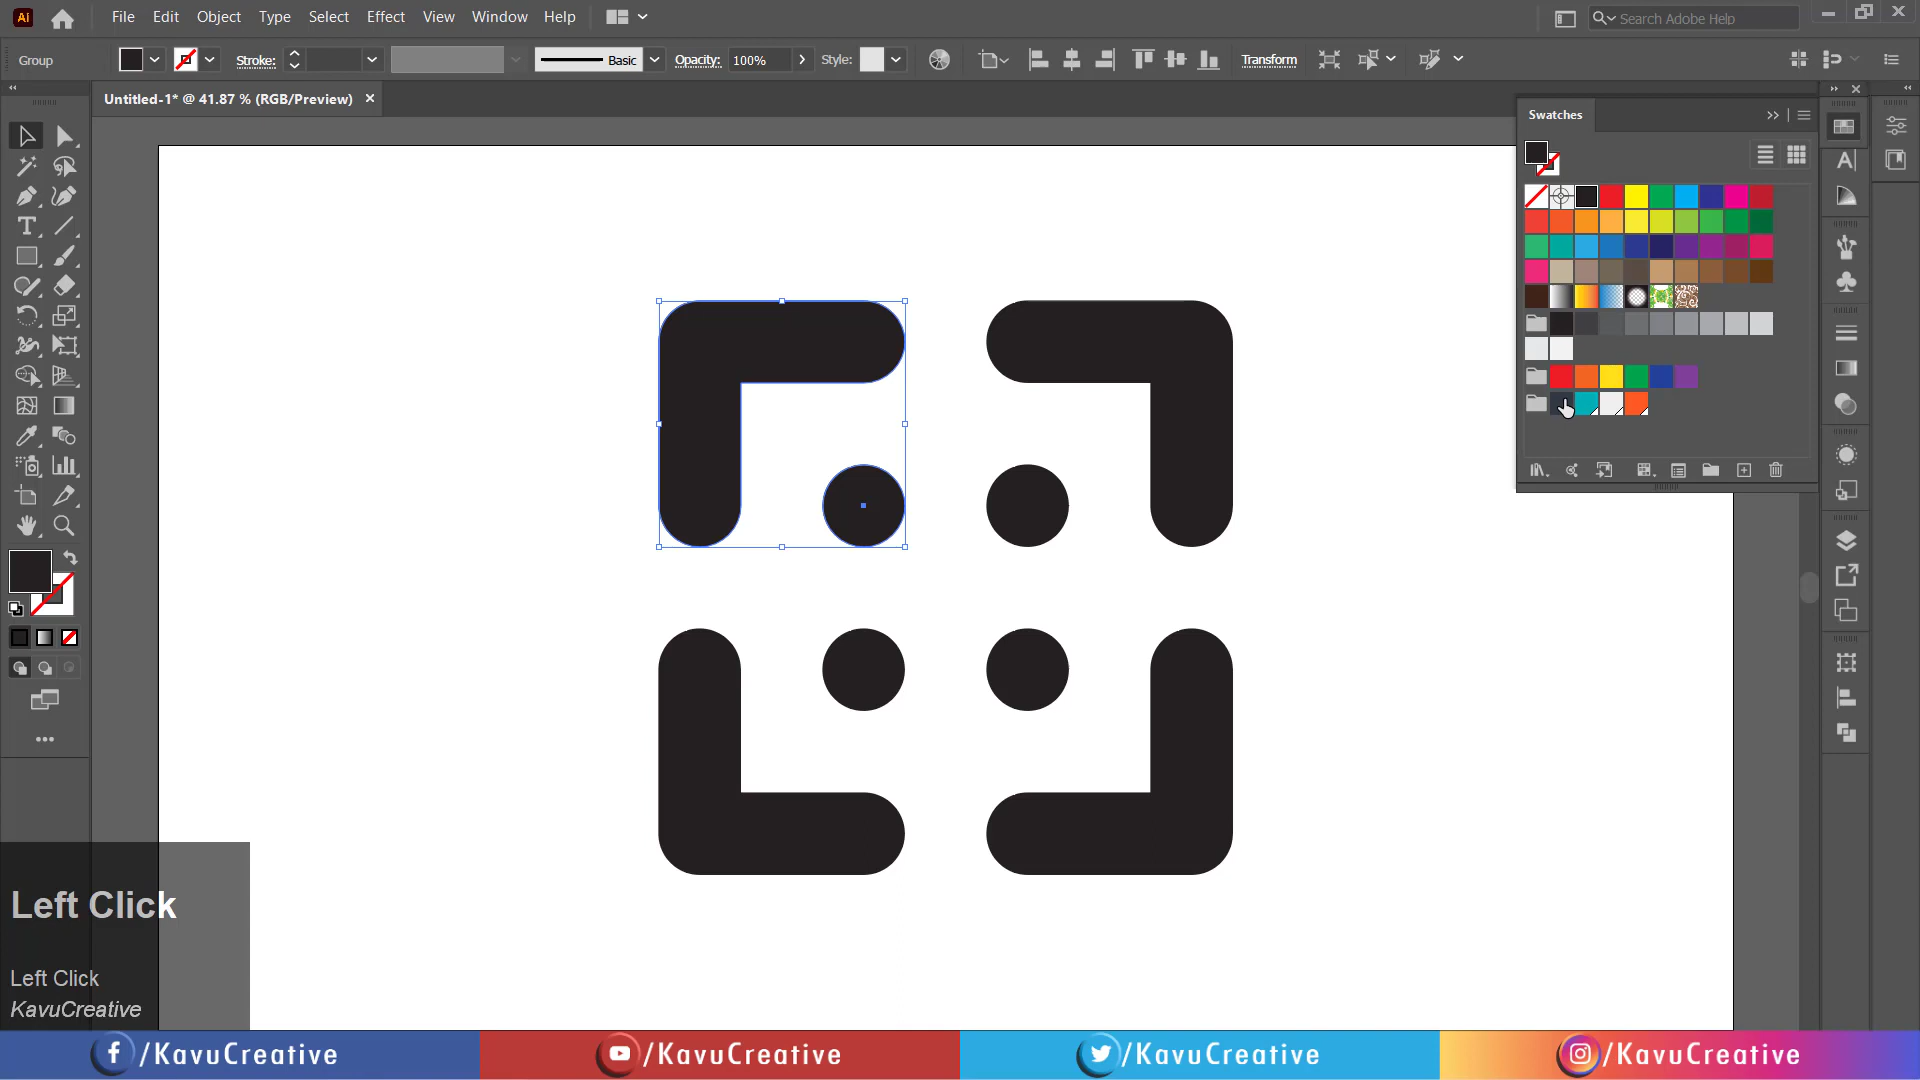 Ai File Edit Object Type Select Effect View Window Help Search Adobe Help
Group Stroke: Basic Opacity: 100% Style: Transform
Untitled-1* @ 41.87 % (RGB/Preview)
Swatches
Left Click
Left Click
KavuCreative
/KavuCreative /KavuCreative /KavuCreative /KavuCreative